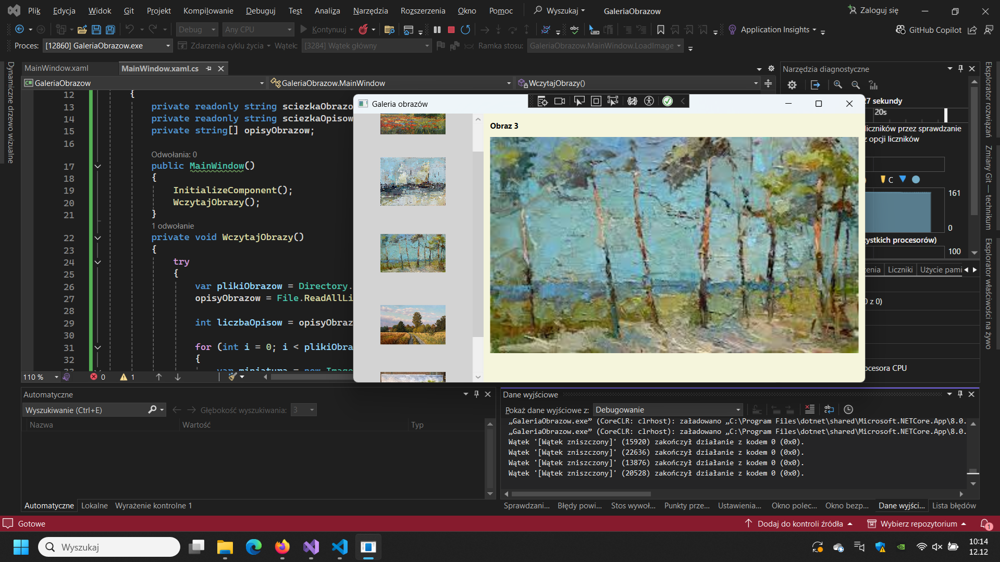 Plik Edycja Widok Git Projekt Kompilowanie Debuguj Test Analiza Narzędzia Rozszerzenia Okno Pomoc Wyszukaj GaleriaObrazow Zaloguj się
Debug Any CPU Kontynuuj Application Insights GitHub Copilot
Proces: [12860] GaleriaObrazow.exe Zdarzenia cyklu życia Wątek: [3284] Wątek główny Ramka stosu: GaleriaObrazow.MainWindow.LoadImage
Dynamiczne drzewo wizualne
MainWindow.xaml MainWindow.xaml.cs
C# GaleriaObrazow GaleriaObrazow.MainWindow WczytajObrazy()
12 {
13 private readonly string sciezkaObrazo
14 private readonly string sciezkaOpisow
15 private string[] opisyObrazow;
16
Odwołania: 0
17 public MainWindow()
18 {
19 InitializeComponent();
20 WczytajObrazy();
21 }
1 odwołanie
22 private void WczytajObrazy()
23 {
24 try
25 {
26 var plikiObrazow = Directory.
27 opisyObrazow = File.ReadAllLi
28
29 int liczbaOpisow = opisyObraz
30
31 for (int i = 0; i < plikiObra
32 {
var miniatura = new Image
110 % 0 1
Galeria obrazów
Obraz 3
Narzędzia diagnostyczne
27 sekundy
20s
liczników przez sprawdzanie
z opcji liczników
C
161
0
ystkich procesorów)
100
zenia Liczniki Użycie pami
0 z 0)
ocesora CPU
Eksplorator rozwiązań
Zmiany Git — technikum
Eksplorator właściwości na żywo
Automatyczne
Wyszukiwanie (Ctrl+E) Głębokość wyszukiwania: 3
Nazwa Wartość Typ
Automatyczne Lokalne Wyrażenie kontrolne 1
Dane wyjściowe
Pokaż dane wyjściowe z: Debugowanie
„GaleriaObrazow.exe” (CoreCLR: clrhost): załadowano „C:\Program Files\dotnet\shared\Microsoft.NETCore.App\8.0.
„GaleriaObrazow.exe” (CoreCLR: clrhost): załadowano „C:\Program Files\dotnet\shared\Microsoft.NETCore.App\8.0.
Wątek '[Wątek zniszczony]' (15920) zakończył działanie z kodem 0 (0x0).
Wątek '[Wątek zniszczony]' (22636) zakończył działanie z kodem 0 (0x0).
Wątek '[Wątek zniszczony]' (13876) zakończył działanie z kodem 0 (0x0).
Wątek '[Wątek zniszczony]' (20528) zakończył działanie z kodem 0 (0x0).
Sprawdzani... Błędy powi... Stos wywoł... Punkty prze... Ustawienia... Okno polec... Okno bezp... Dane wyjści... Lista błędów
Gotowe Dodaj do kontroli źródła Wybierz repozytorium 1
Wyszukaj
10:14
12.12